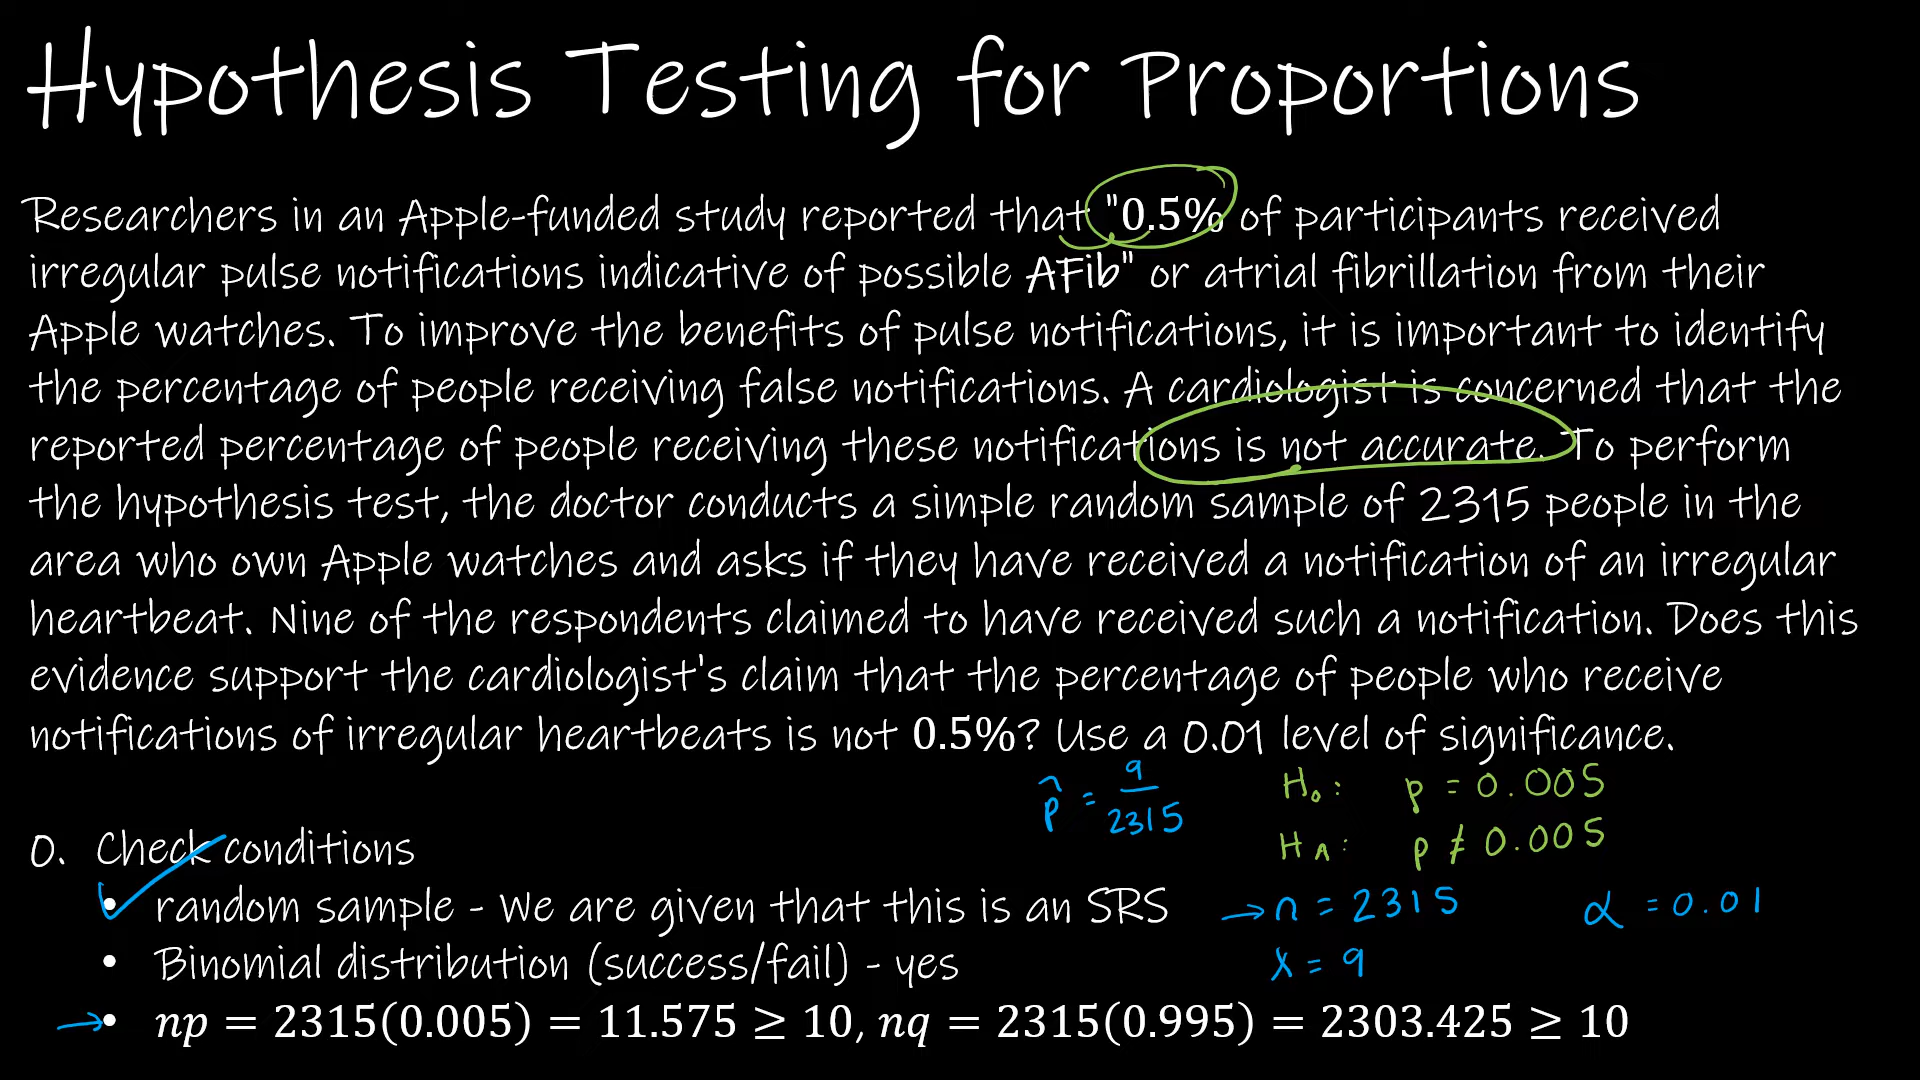 Hypothesis Testing for Proportions
Researchers in an Apple-funded study reported that "0.5% of participants received
irregular pulse notifications indicative of possible AFib" or atrial fibrillation from their
Apple watches. To improve the benefits of pulse notifications, it is important to identify
the percentage of people receiving false notifications. A cardiologist is concerned that the
reported percentage of people receiving these notifications is not accurate. To perform
the hypothesis test, the doctor conducts a simple random sample of 2315 people in the
area who own Apple watches and asks if they have received a notification of an irregular
heartbeat. Nine of the respondents claimed to have received such a notification. Does this
evidence support the cardiologist's claim that the percentage of people who receive
notifications of irregular heartbeats is not 0.5%? Use a 0.01 level of significance.
p̂ = 9/2315
H₀: p = 0.005
H_A: p ≠ 0.005
0. Check conditions
• random sample - We are given that this is an SRS
→ n = 2315 α = 0.01
• Binomial distribution (success/fail) - yes
x = 9
→ • np = 2315(0.005) = 11.575 ≥ 10, nq = 2315(0.995) = 2303.425 ≥ 10